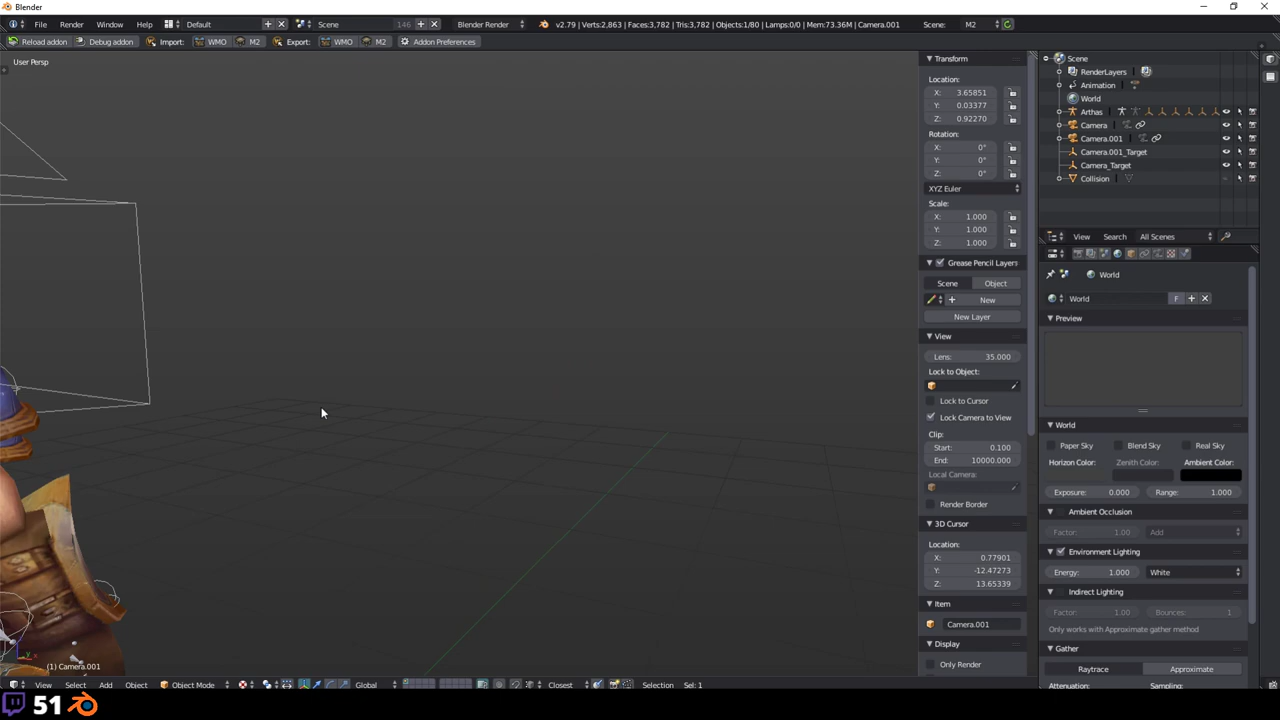 Blender
File Render Window Help Default Scene 146 Blender Render v2.79 | Verts:2,863 | Faces:3,782 | Tris:3,782 | Objects:1/80 | Lamps:0/0 | Mem:73.36M | Camera.001 Scene: M2
Reload addon Debug addon Import: WMO M2 Export: WMO M2 Addon Preferences
User Persp
Transform
Location:
X: 3.65851
Y: 0.03377
Z: 0.92270
Rotation:
X: 0°
Y: 0°
Z: 0°
XYZ Euler
Scale:
X: 1.000
Y: 1.000
Z: 1.000
Grease Pencil Layers
Scene Object
New
New Layer
View
Lens: 35.000
Lock to Object:
Lock to Cursor
Lock Camera to View
Clip:
Start: 0.100
End: 10000.000
Local Camera:
Render Border
3D Cursor
Location:
X: 0.77901
Y: -12.47273
Z: 13.65339
Item
Camera.001
Display
Only Render
Scene
RenderLayers
Animation
World
Arthas
Camera
Camera.001
Camera.001_Target
Camera_Target
Collision
View Search All Scenes
World
World F
Preview
World
Paper Sky Blend Sky Real Sky
Horizon Color: Zenith Color: Ambient Color:
Exposure: 0.000 Range: 1.000
Ambient Occlusion
Factor: 1.00 Add
Environment Lighting
Energy: 1.000 White
Indirect Lighting
Factor: 1.00 Bounces: 1
Only works with Approximate gather method
Gather
Raytrace Approximate
Attenuation: Sampling:
(1) Camera.001
View Select Add Object Object Mode Global Closest Selection Sel: 1
51